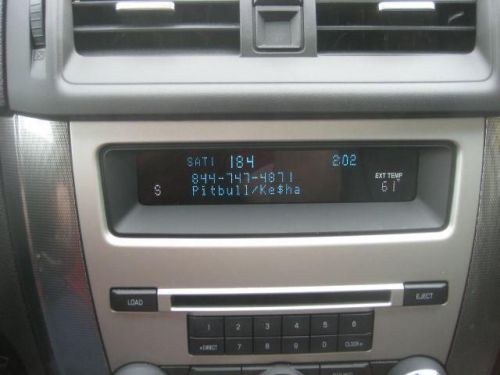 SAT1 184 2:02
844-747-4871
Pitbull/Ke$ha
S
EXT TEMP
61°
LOAD
EJECT
1 2 3 4 5 6
DIRECT 7 8 9 0 CLOCK